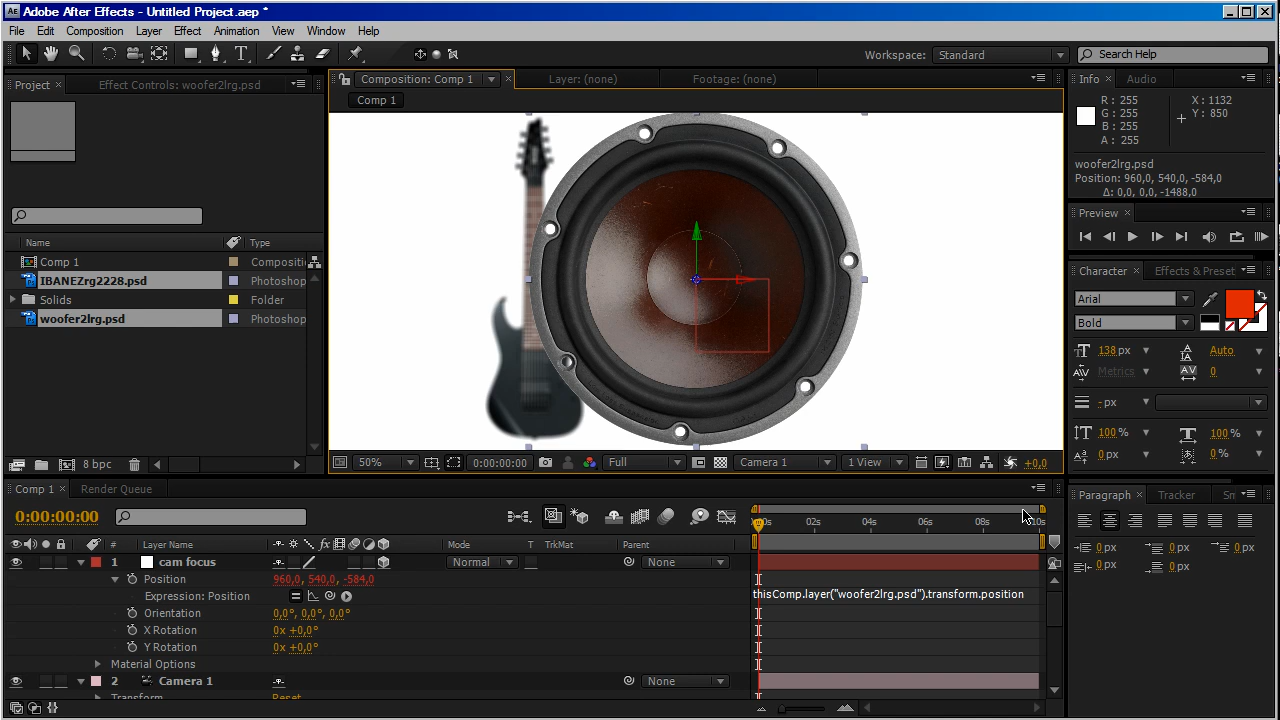 Adobe After Effects - Untitled Project.aep *
File Edit Composition Layer Effect Animation View Window Help
Workspace: Standard Search Help
Project × Effect Controls: woofer2lrg.psd
Composition: Comp 1 × Layer: (none) Footage: (none)
Comp 1
Info × Audio
R : 255
G : 255
B : 255
A : 255
X : 1132
Y : 850
woofer2lrg.psd
Position: 960,0, 540,0, -584,0
Δ: 0,0, 0,0, -1488,0
Name Type
Comp 1 Compositi
IBANEZrg2228.psd Photoshop
Solids Folder
woofer2lrg.psd Photoshop
8 bpc
50% 0:00:00:00 Full Camera 1 1 View +0,0
Preview ×
Character × Effects & Preset
Arial
Bold
138 px Auto
Metrics 0
- px
100 % 100 %
0 px 0 %
Paragraph × Tracker Sm
0 px 0 px 0 px
0 px 0 px
Comp 1 × Render Queue
0:00:00:00
02s 04s 06s 08s
# Layer Name Mode T TrkMat Parent
1 cam focus Normal None
Position 960,0, 540,0, -584,0
Expression: Position thisComp.layer("woofer2lrg.psd").transform.position
Orientation 0,0°, 0,0°, 0,0°
X Rotation 0x +0,0°
Y Rotation 0x +0,0°
Material Options
2 Camera 1 None
Transform Reset